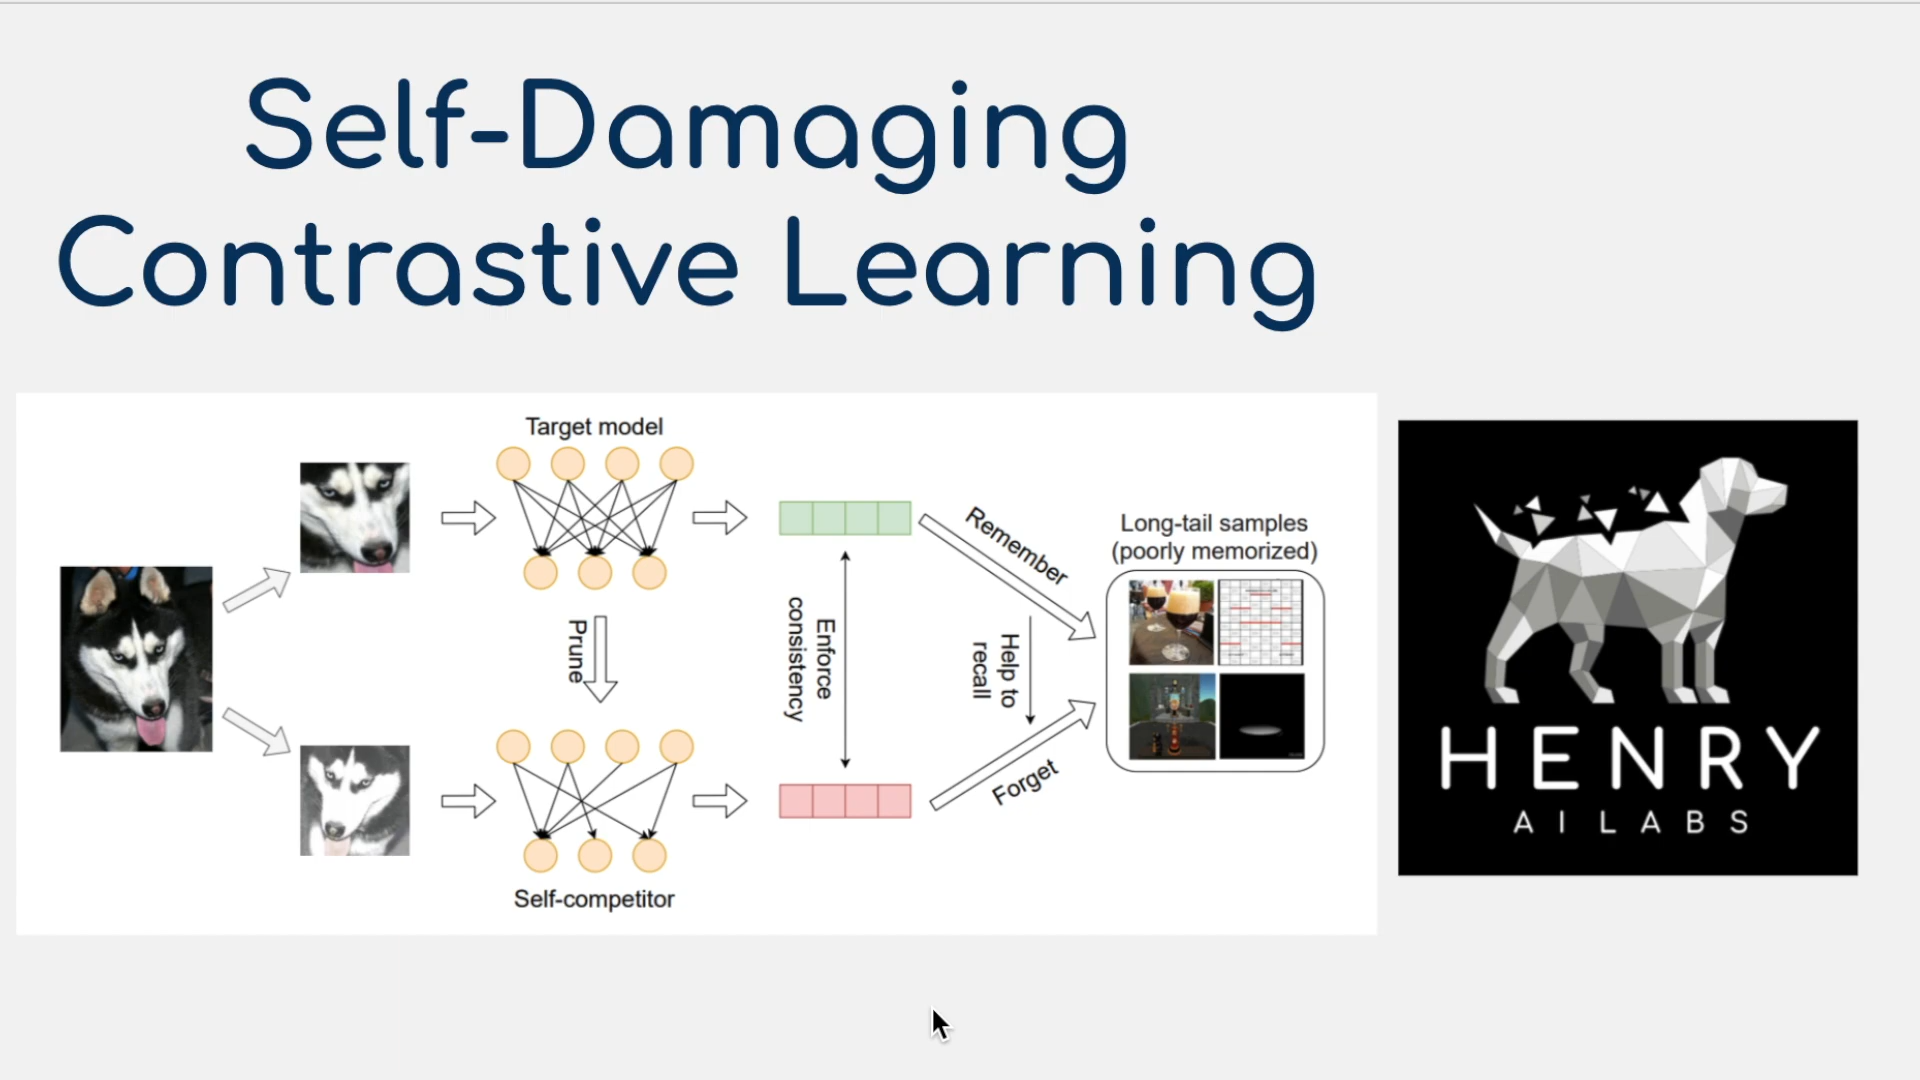 Self-Damaging
Contrastive Learning
Target model
Prune
Self-competitor
Enforce
consistency
Remember
Help to
recall
Forget
Long-tail samples
(poorly memorized)
HENRY
AI LABS